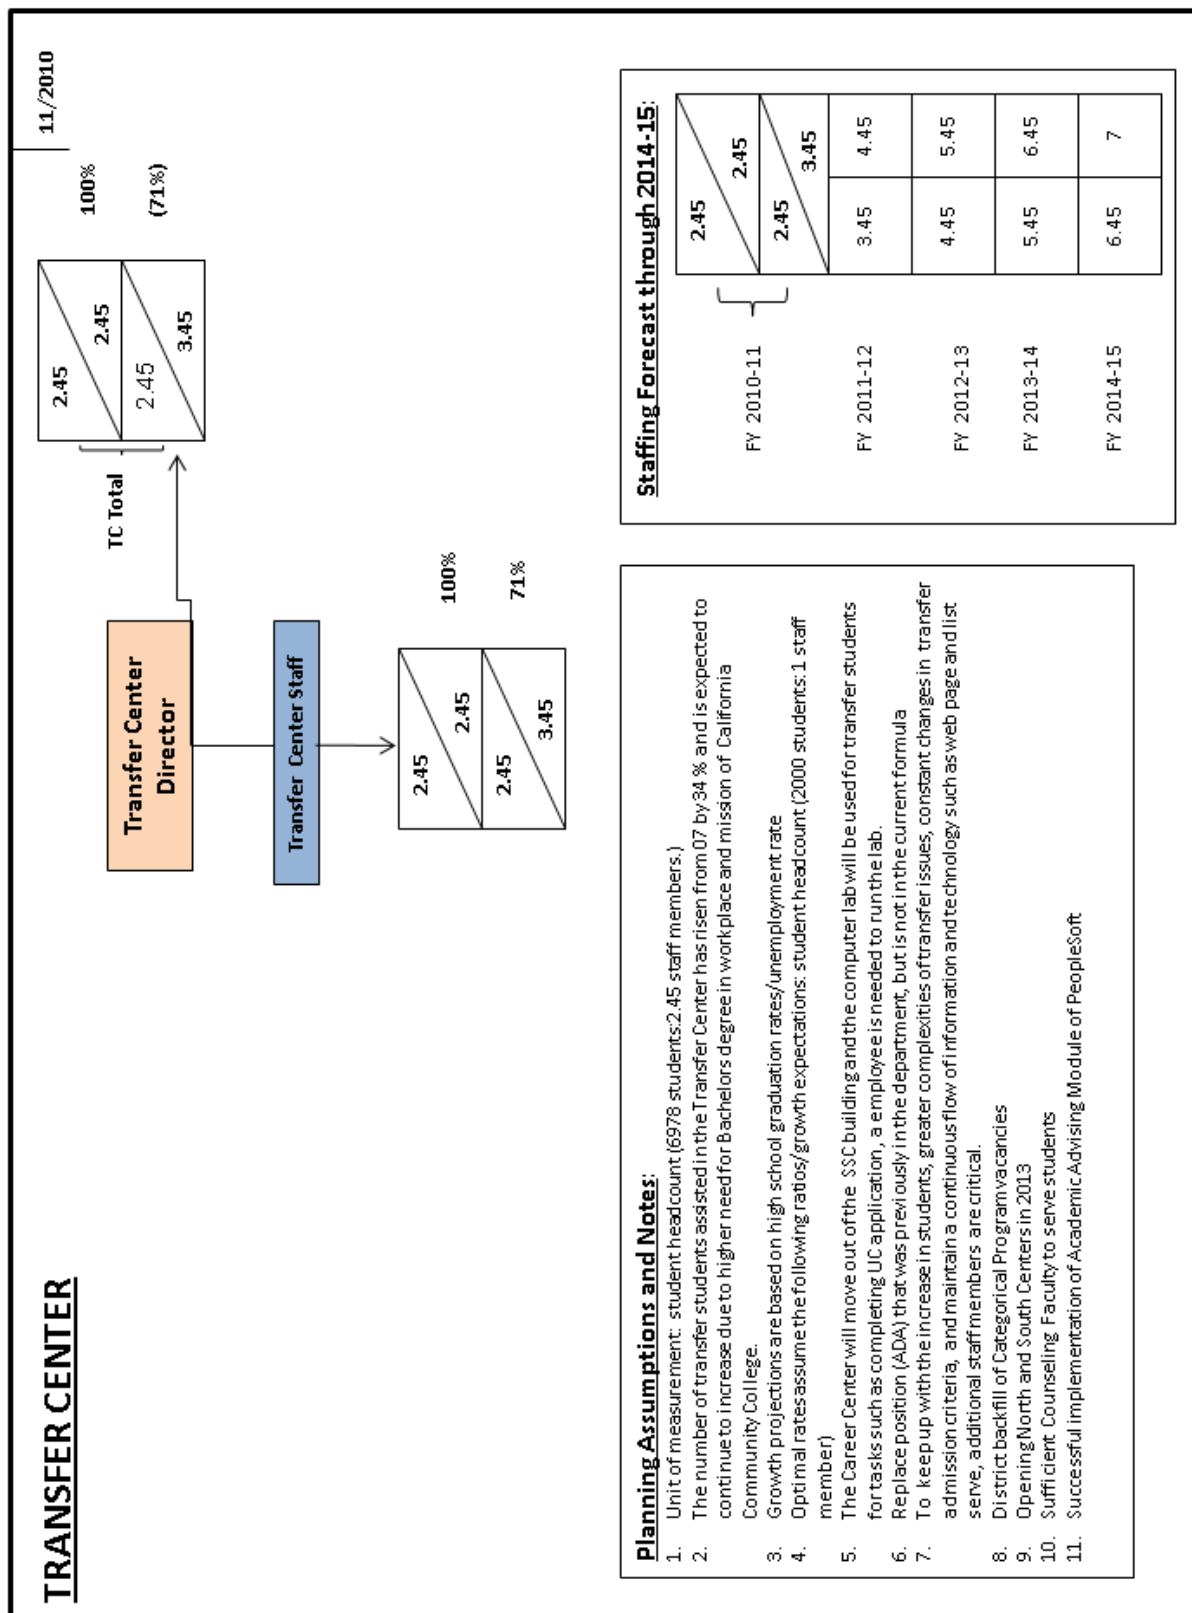 TRANSFER CENTER
11/2010
Transfer Center
Director
TC Total
2.45
2.45
100%
2.45
3.45
(71%)
Transfer Center Staff
2.45
2.45
100%
2.45
3.45
71%
Planning Assumptions and Notes:
1. Unit of measurement: student headcount (6978 students:2.45 staff members.)
2. The number of transfer students assisted in the Transfer Center has risen from 07 by 34 % and is expected to
continue to increase due to higher need for Bachelors degree in workplace and mission of California
Community College.
3. Growth projections are based on high school graduation rates/unemployment rate
4. Optimal rates assume the following ratios/growth expectations: student headcount (2000 students:1 staff
member)
5. The Career Center will move out of the SSC building and the computer lab will be used for transfer students
for tasks such as completing UC application, a employee is needed to run the lab.
6. Replace position (ADA) that was previously in the department, but is not in the current formula
7. To keep up with the increase in students, greater complexities of transfer issues, constant changes in transfer
admission criteria, and maintain a continuous flow of information and technology such as web page and list
serve, additional staff members are critical.
8. District backfill of Categorical Program vacancies
9. Opening North and South Centers in 2013
10. Sufficient Counseling Faculty to serve students
11. Successful implementation of Academic Advising Module of PeopleSoft
Staffing Forecast through 2014-15:
FY 2010-11
2.45
2.45
2.45
3.45
FY 2011-12 3.45 4.45
FY 2012-13 4.45 5.45
FY 2013-14 5.45 6.45
FY 2014-15 6.45 7